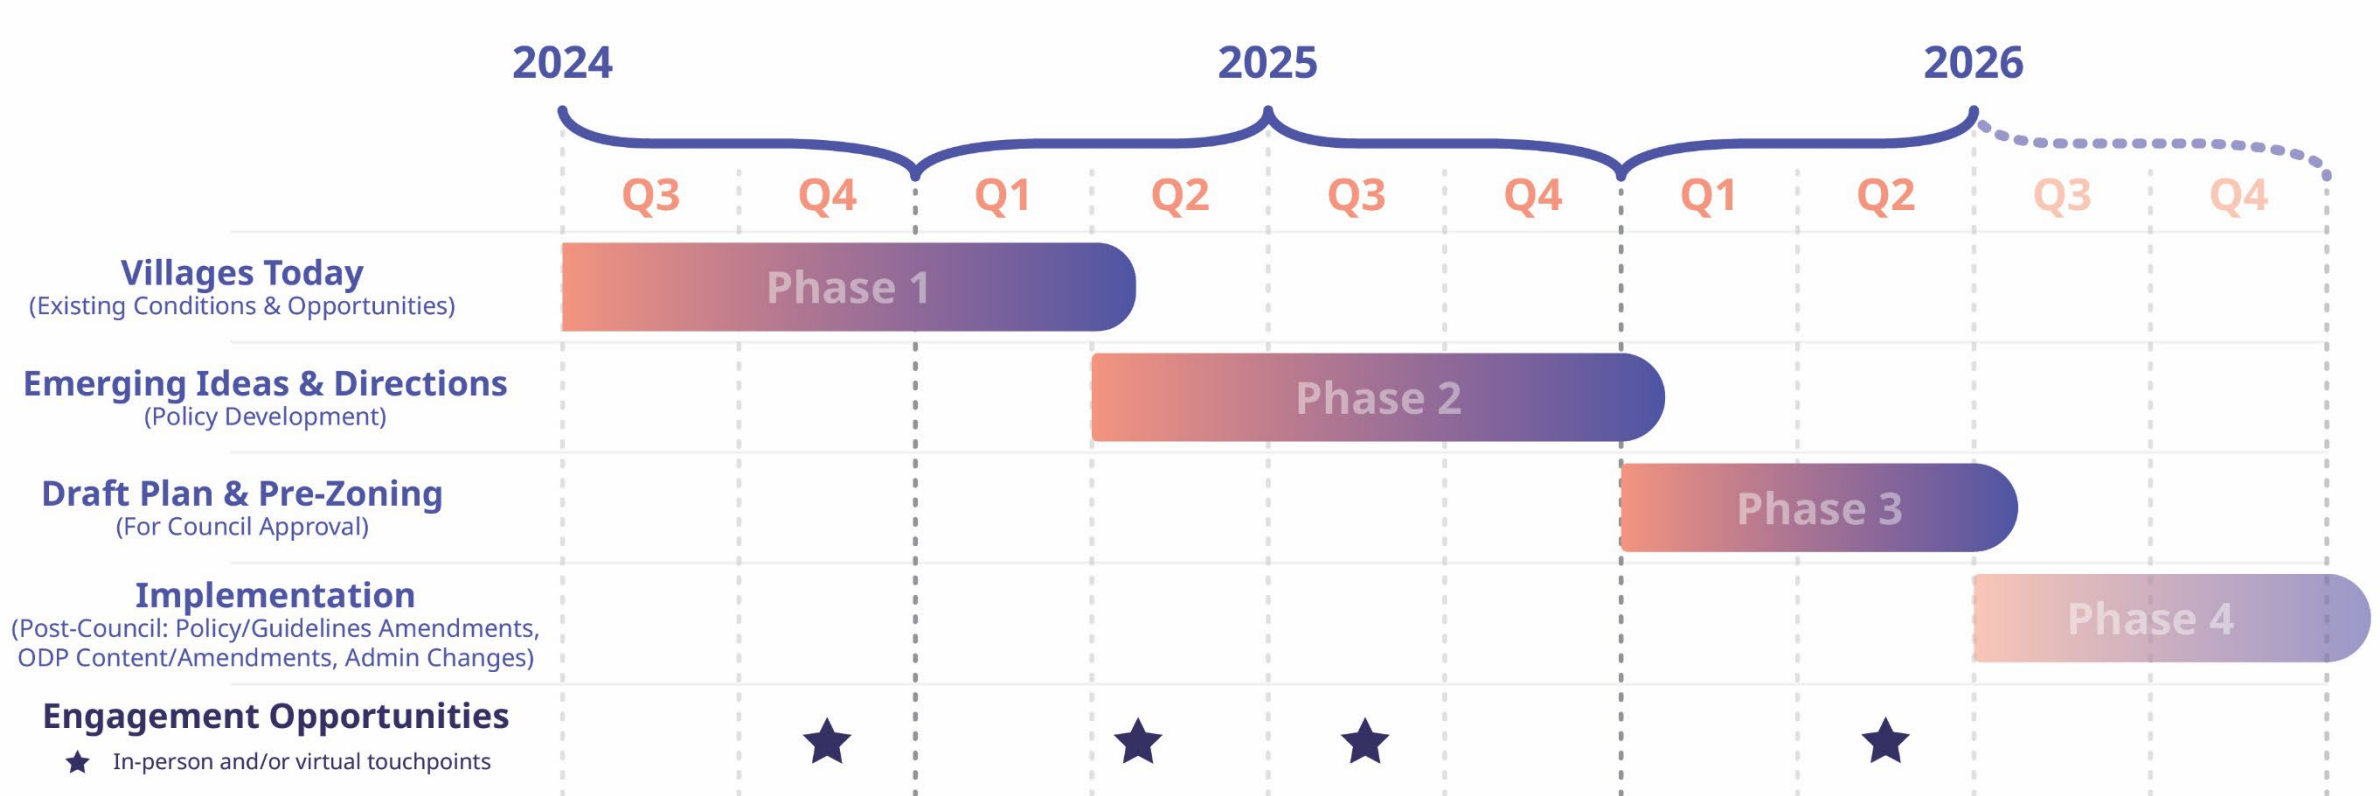 2024 2025 2026
Q3 Q4 Q1 Q2 Q3 Q4 Q1 Q2 Q3 Q4
Villages Today
(Existing Conditions & Opportunities)
Phase 1
Emerging Ideas & Directions
(Policy Development)
Phase 2
Draft Plan & Pre-Zoning
(For Council Approval)
Phase 3
Implementation
(Post-Council: Policy/Guidelines Amendments,
ODP Content/Amendments, Admin Changes)
Phase 4
Engagement Opportunities
In-person and/or virtual touchpoints